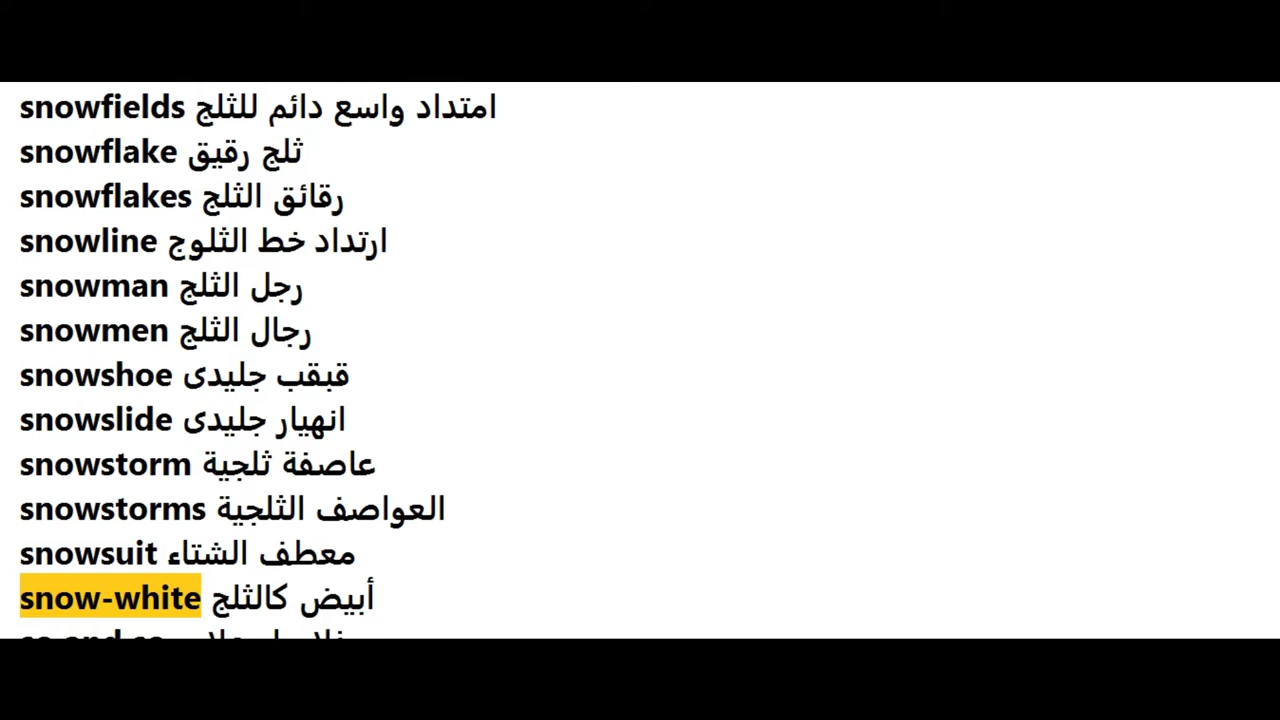 snowfields امتداد واسع دائم للثلج
snowflake ثلج رقيق
snowflakes رقائق الثلج
snowline ارتداد خط الثلوج
snowman رجل الثلج
snowmen رجال الثلج
snowshoe قبقب جليدى
snowslide انهيار جليدى
snowstorm عاصفة ثلجية
snowstorms العواصف الثلجية
snowsuit معطف الشتاء
snow-white أبيض كالثلج